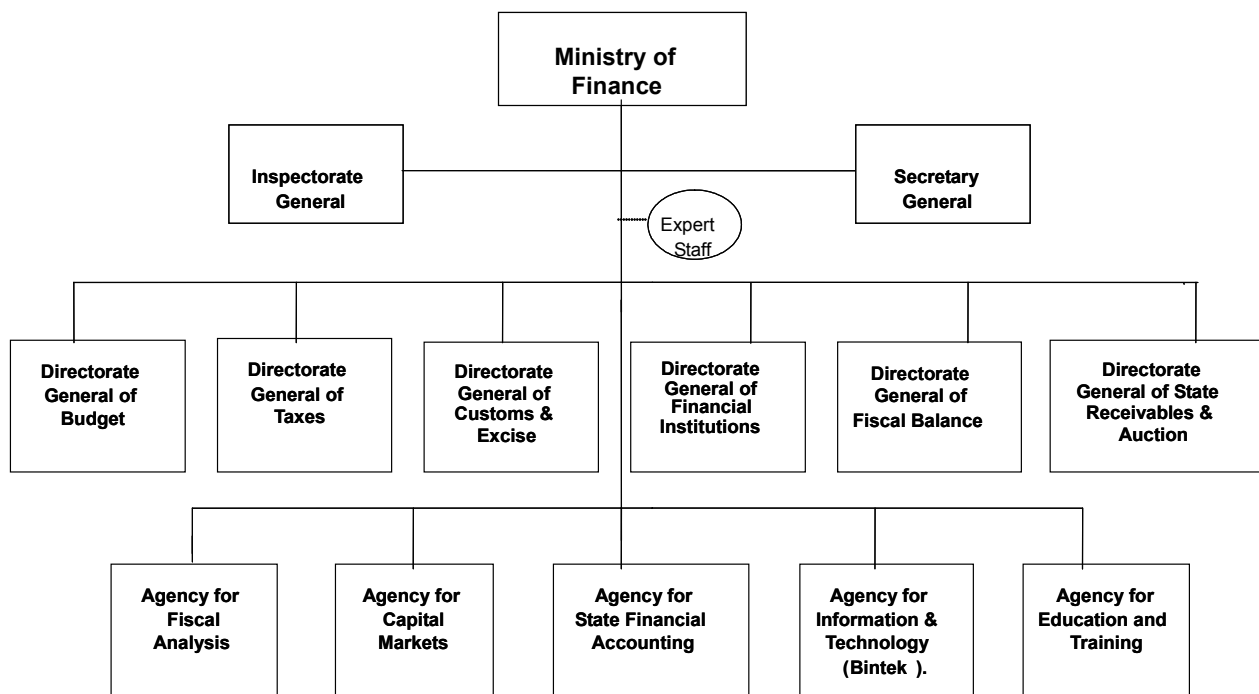 Ministry of
Finance
Inspectorate
General
Secretary
General
Expert
Staff
Directorate
General of
Budget
Directorate
General of
Taxes
Directorate
General of
Customs &
Excise
Directorate
General of
Financial
Institutions
Directorate
General of
Fiscal Balance
Directorate
General of State
Receivables &
Auction
Agency for
Fiscal
Analysis
Agency for
Capital
Markets
Agency for
State Financial
Accounting
Agency for
Information &
Technology
(Bintek ).
Agency for
Education and
Training